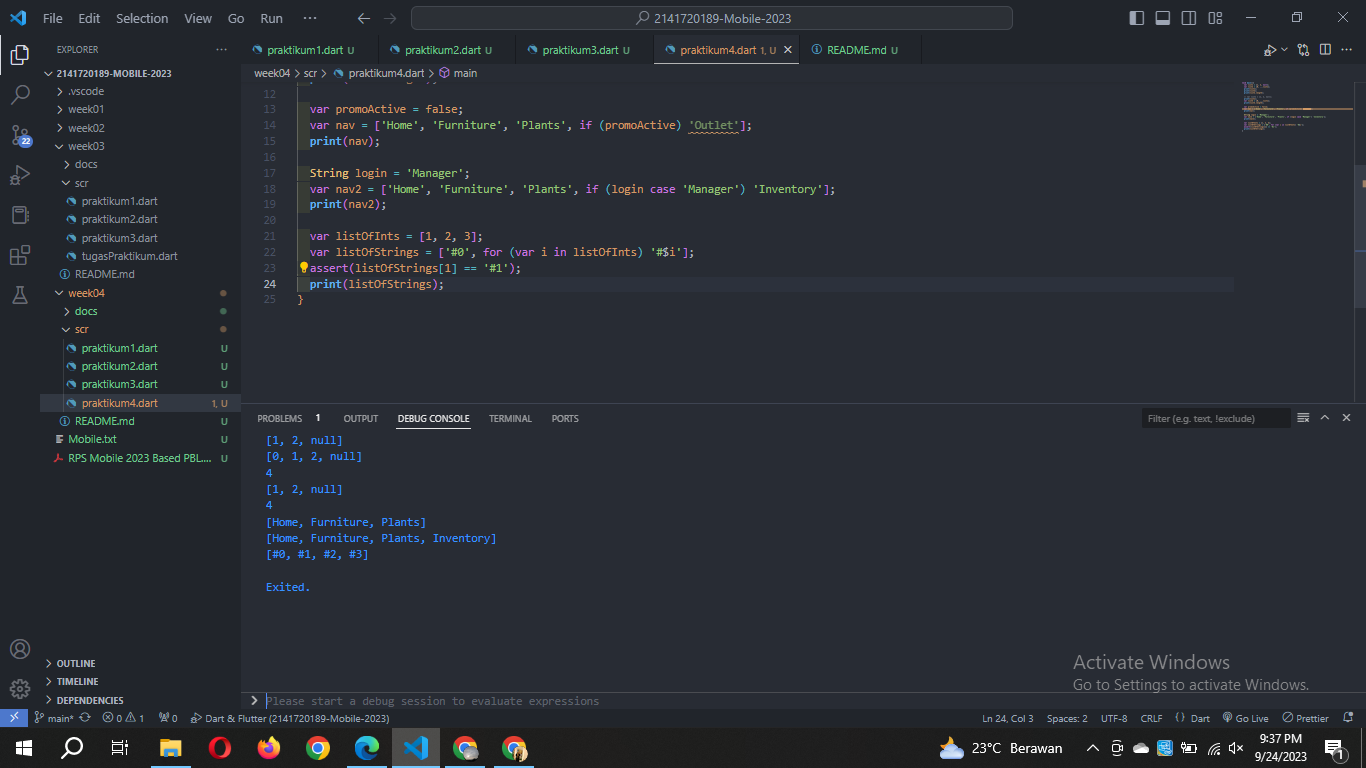 File Edit Selection View Go Run ··· 2141720189-Mobile-2023
EXPLORER ···
2141720189-MOBILE-2023
.vscode
week01
week02
week03
docs
scr
praktikum1.dart
praktikum2.dart
praktikum3.dart
tugasPraktikum.dart
README.md
week04
docs
scr
praktikum1.dart U
praktikum2.dart U
praktikum3.dart U
praktikum4.dart 1, U
README.md U
Mobile.txt U
RPS Mobile 2023 Based PBL.... U
OUTLINE
TIMELINE
DEPENDENCIES
22
praktikum1.dart U praktikum2.dart U praktikum3.dart U praktikum4.dart 1, U README.md U
week04 > scr > praktikum4.dart > main
12
13 var promoActive = false;
14 var nav = ['Home', 'Furniture', 'Plants', if (promoActive) 'Outlet'];
15 print(nav);
16
17 String login = 'Manager';
18 var nav2 = ['Home', 'Furniture', 'Plants', if (login case 'Manager') 'Inventory'];
19 print(nav2);
20
21 var listOfInts = [1, 2, 3];
22 var listOfStrings = ['#0', for (var i in listOfInts) '#$i'];
23 assert(listOfStrings[1] == '#1');
24 print(listOfStrings);
25 }
PROBLEMS 1 OUTPUT DEBUG CONSOLE TERMINAL PORTS Filter (e.g. text, !exclude)
[1, 2, null]
[0, 1, 2, null]
4
[1, 2, null]
4
[Home, Furniture, Plants]
[Home, Furniture, Plants, Inventory]
[#0, #1, #2, #3]
Exited.
Activate Windows
Go to Settings to activate Windows.
Please start a debug session to evaluate expressions
main* 0 1 0 Dart & Flutter (2141720189-Mobile-2023) Ln 24, Col 3 Spaces: 2 UTF-8 CRLF Dart Go Live Prettier
23°C Berawan 9:37 PM
9/24/2023
1